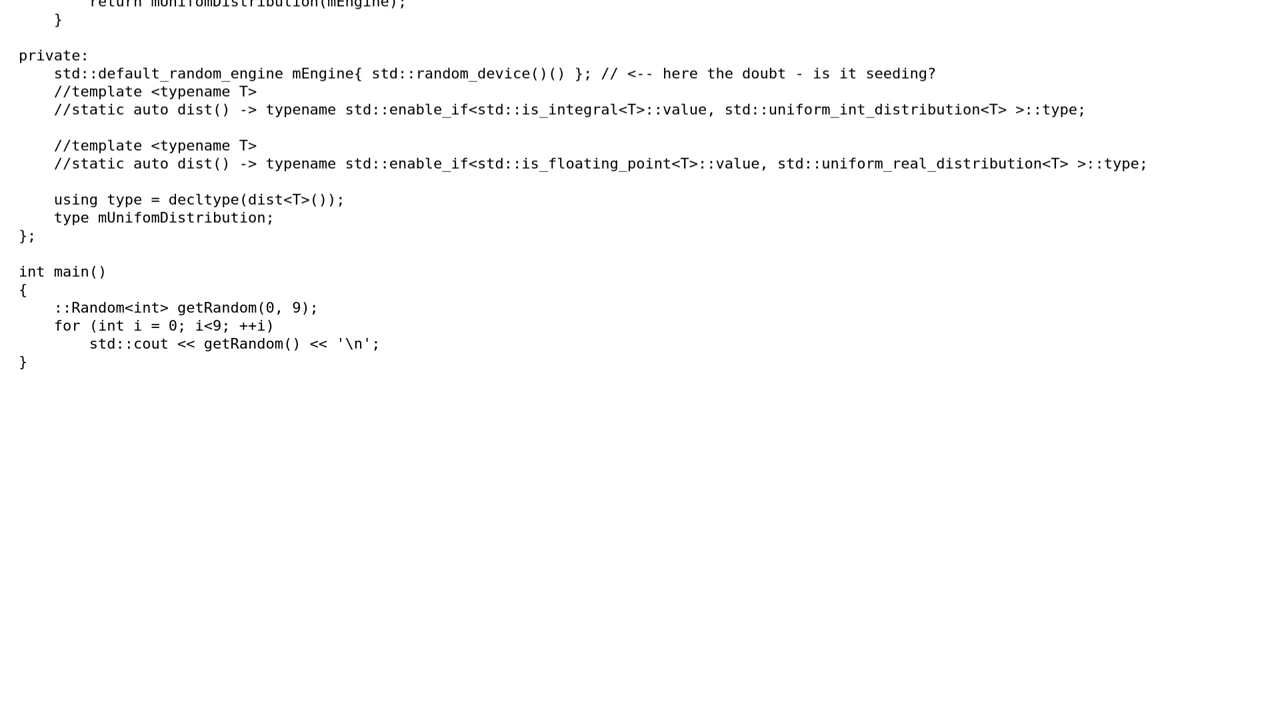 return mUnifomDistribution(mEngine);
    }

private:
    std::default_random_engine mEngine{ std::random_device()() }; // <-- here the doubt - is it seeding?
    //template <typename T>
    //static auto dist() -> typename std::enable_if<std::is_integral<T>::value, std::uniform_int_distribution<T> >::type;

    //template <typename T>
    //static auto dist() -> typename std::enable_if<std::is_floating_point<T>::value, std::uniform_real_distribution<T> >::type;

    using type = decltype(dist<T>());
    type mUnifomDistribution;
};

int main()
{
    ::Random<int> getRandom(0, 9);
    for (int i = 0; i<9; ++i)
        std::cout << getRandom() << '\n';
}